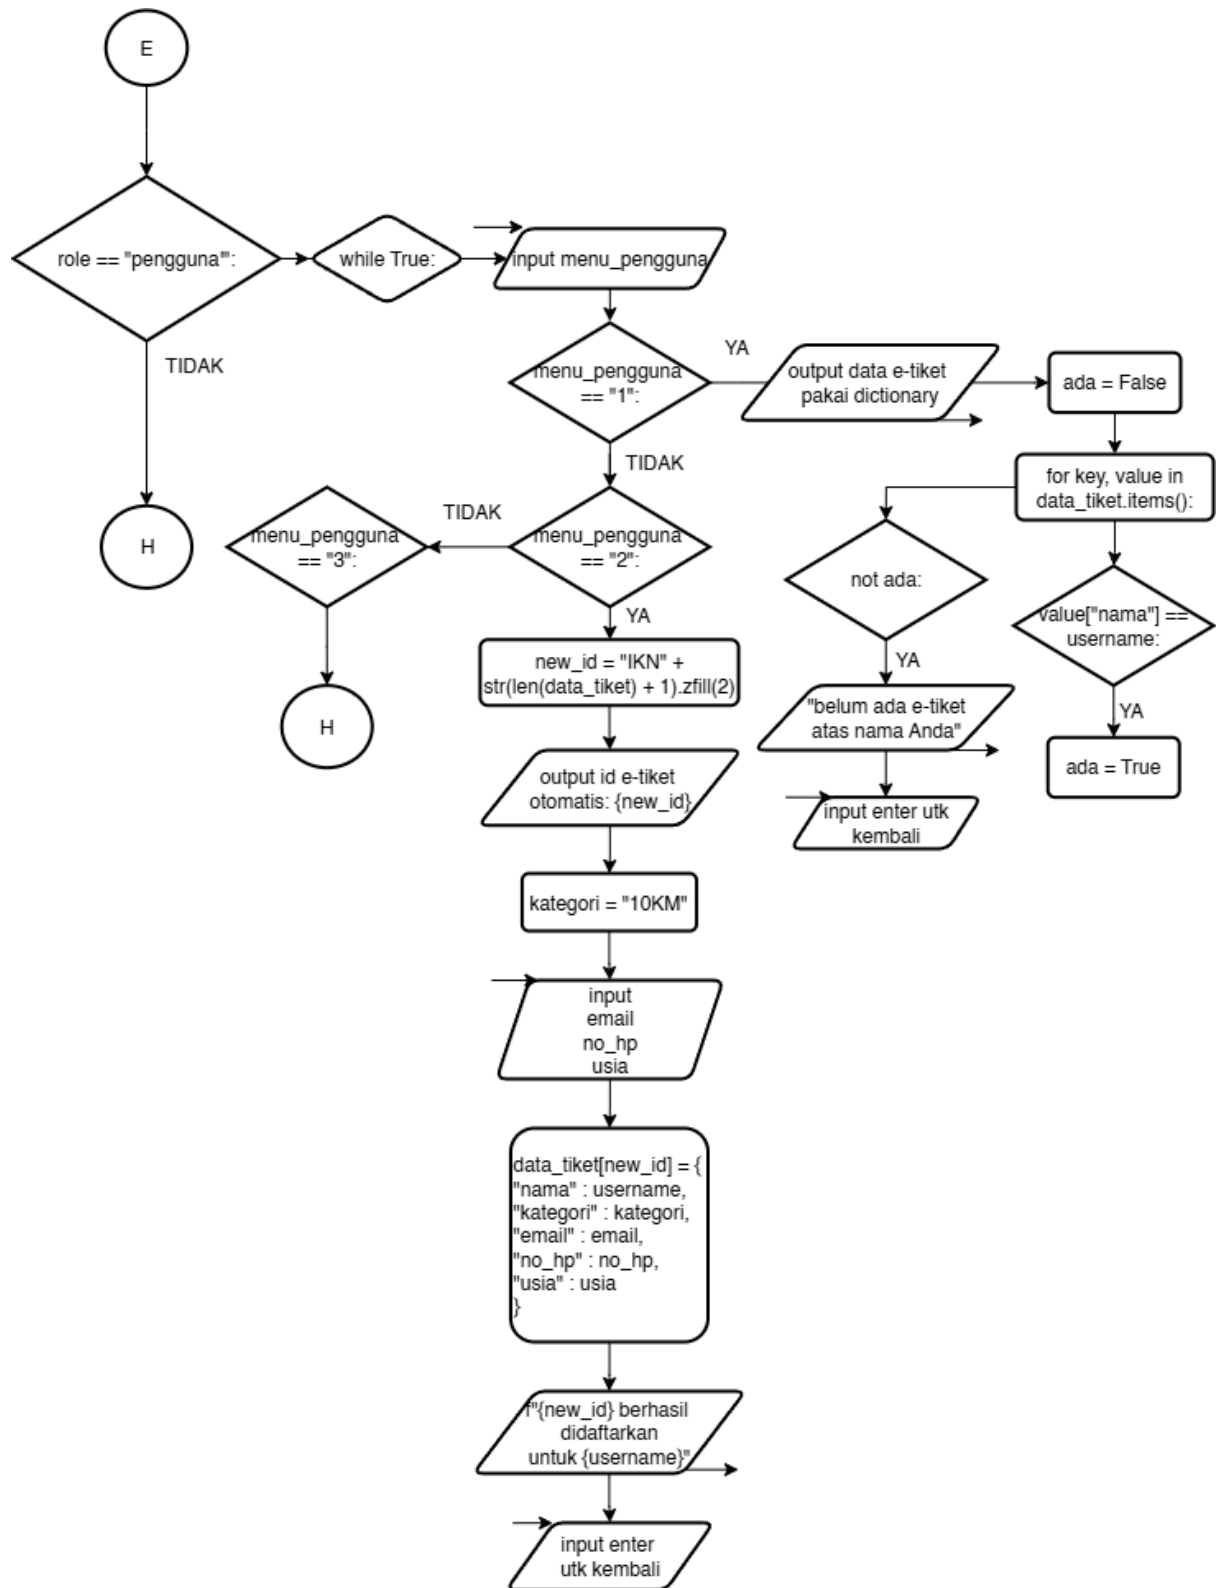 E
role == "pengguna'":
while True:
input menu_pengguna
TIDAK
H
menu_pengguna
== "1":
YA
output data e-tiket
pakai dictionary
ada = False
for key, value in
data_tiket.items():
value["nama"] ==
username:
YA
ada = True
not ada:
YA
"belum ada e-tiket
atas nama Anda"
input enter utk
kembali
TIDAK
menu_pengguna
== "2":
TIDAK
menu_pengguna
== "3":
H
YA
new_id = "IKN" +
str(len(data_tiket) + 1).zfill(2)
output id e-tiket
otomatis: {new_id}
kategori = "10KM"
input
email
no_hp
usia
data_tiket[new_id] = {
"nama" : username,
"kategori" : kategori,
"email" : email,
"no_hp" : no_hp,
"usia" : usia
}
f"{new_id} berhasil
didaftarkan
untuk {username}"
input enter
utk kembali